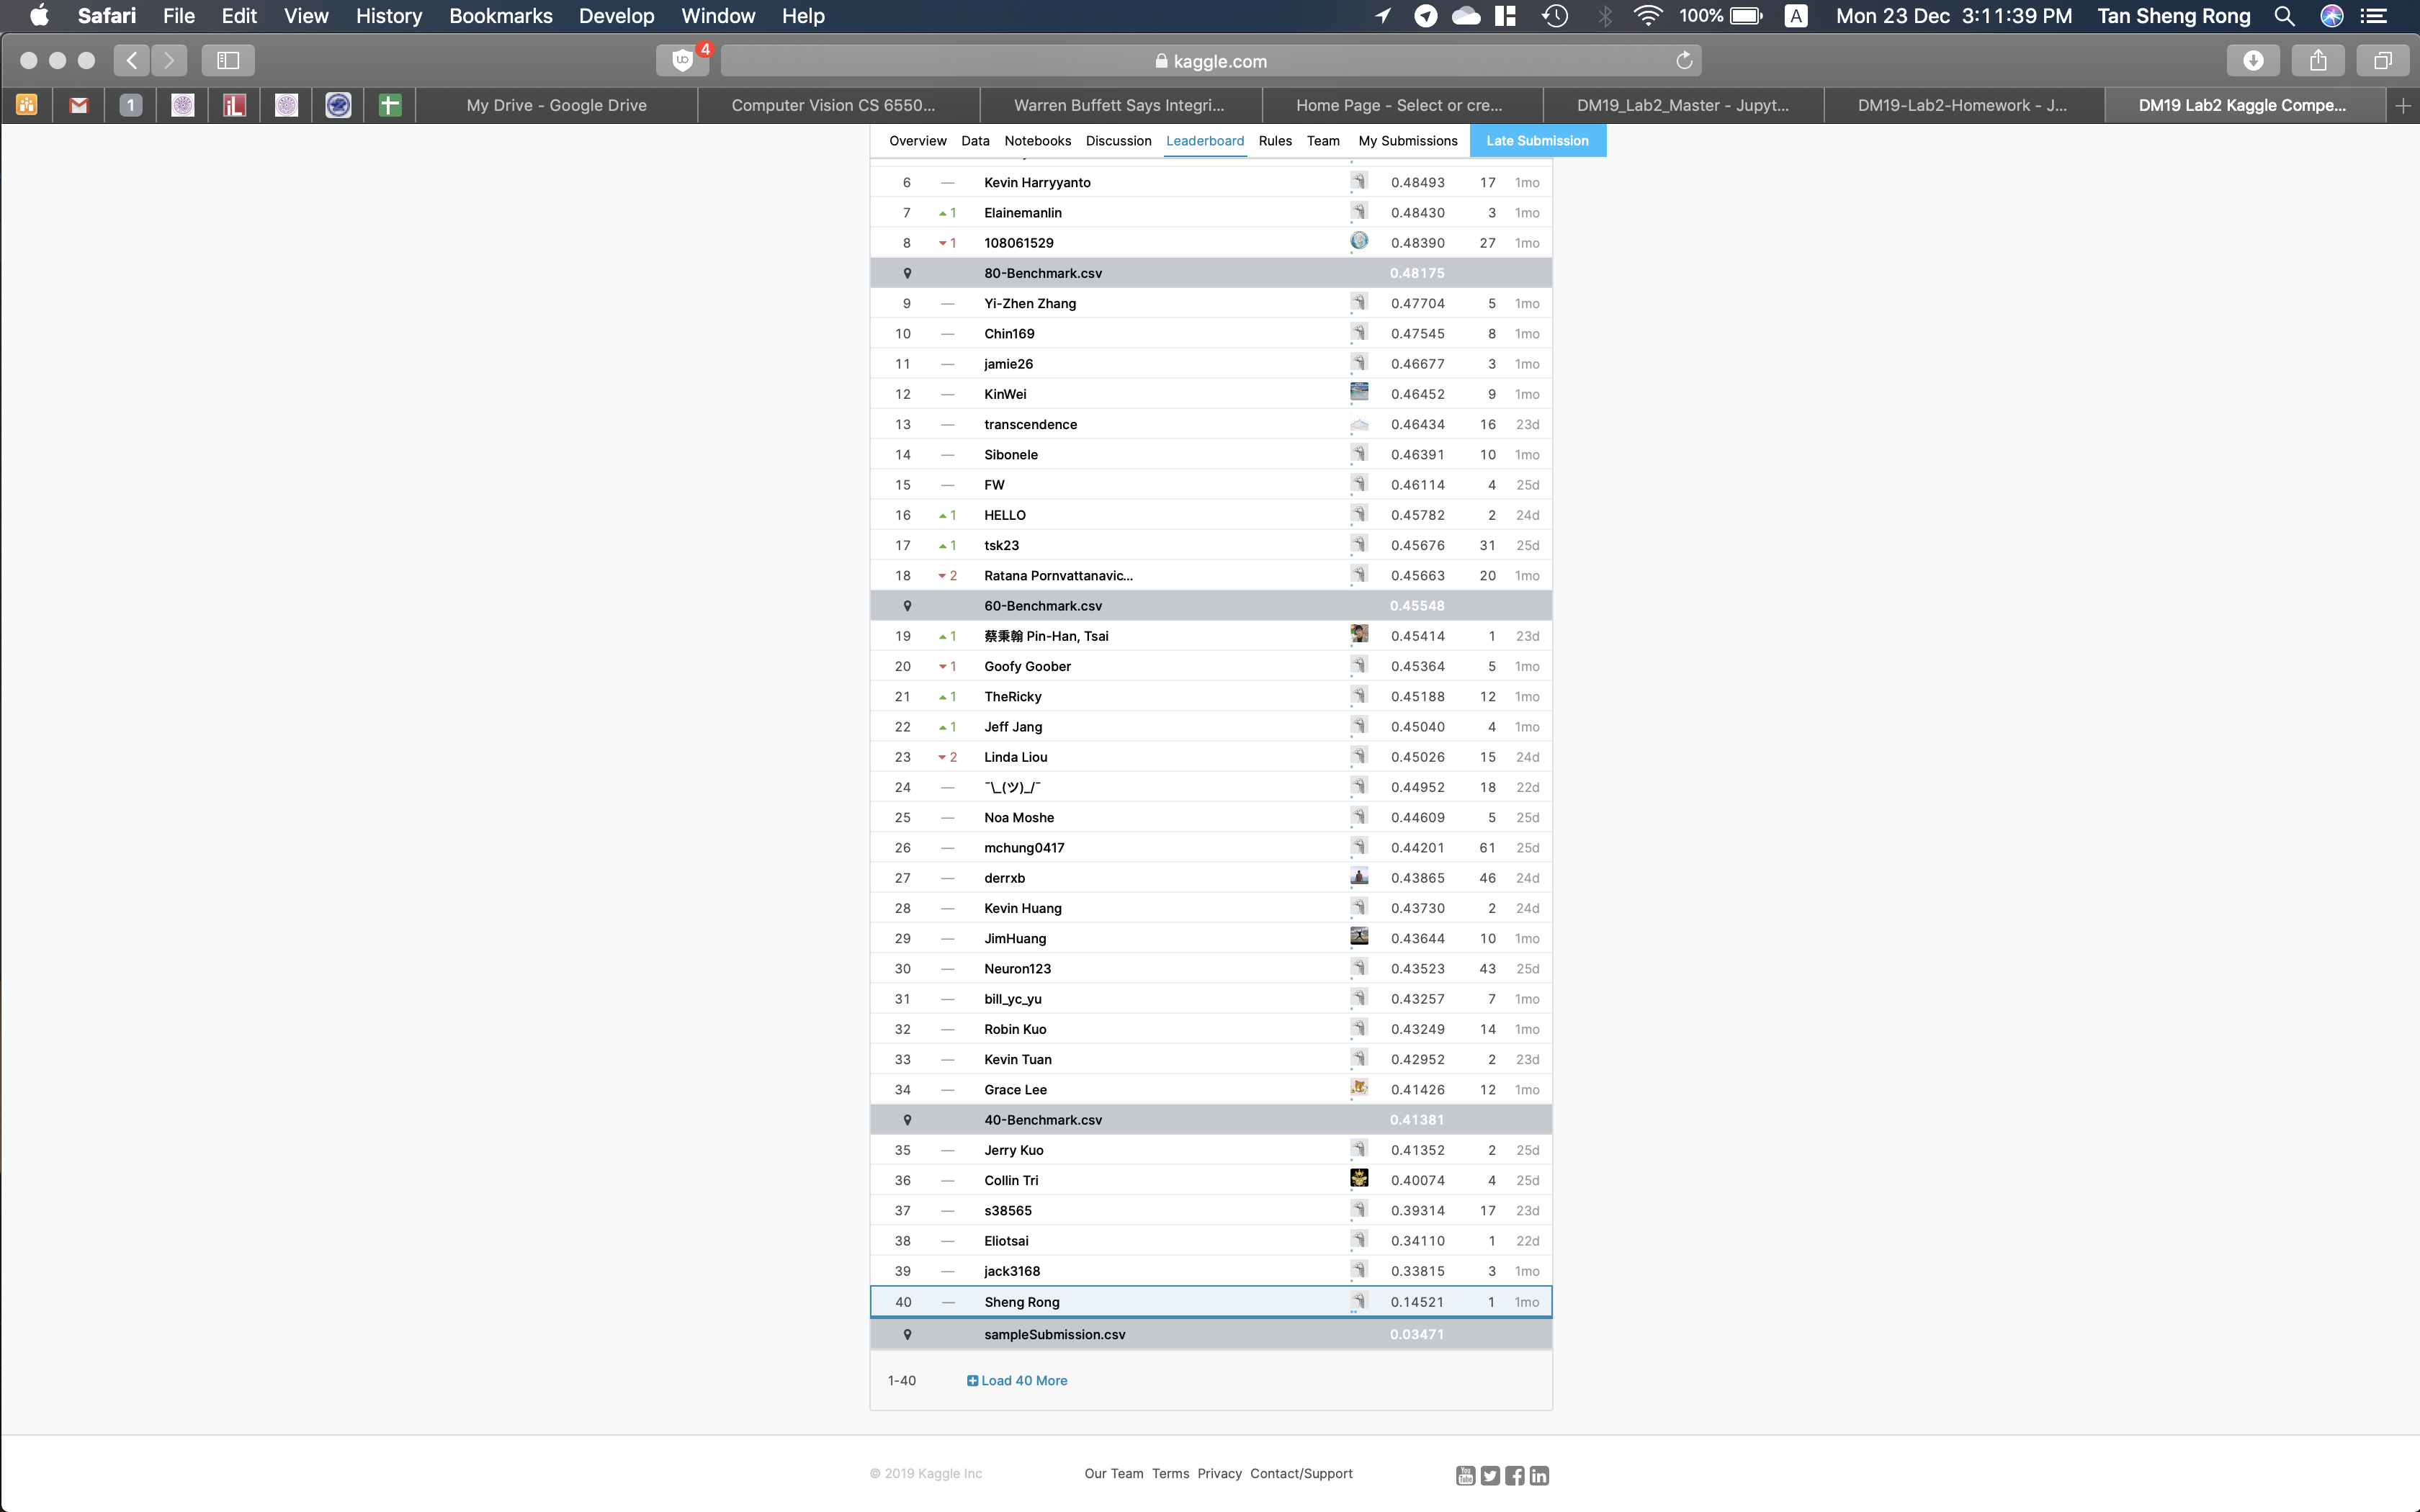 Safari File Edit View History Bookmarks Develop Window Help 100% A Mon 23 Dec 3:11:39 PM Tan Sheng Rong
4 kaggle.com
1 iL My Drive - Google Drive Computer Vision CS 6550... Warren Buffett Says Integri... Home Page - Select or cre... DM19_Lab2_Master - Jupyt... DM19-Lab2-Homework - J... DM19 Lab2 Kaggle Compe...
Overview Data Notebooks Discussion Leaderboard Rules Team My Submissions Late Submission
6 — Kevin Harryyanto 0.48493 17 1mo
7 ▲1 Elainemanlin 0.48430 3 1mo
8 ▼1 108061529 0.48390 27 1mo
80-Benchmark.csv 0.48175
9 — Yi-Zhen Zhang 0.47704 5 1mo
10 — Chin169 0.47545 8 1mo
11 — jamie26 0.46677 3 1mo
12 — KinWei 0.46452 9 1mo
13 — transcendence 0.46434 16 23d
14 — Sibonele 0.46391 10 1mo
15 — FW 0.46114 4 25d
16 ▲1 HELLO 0.45782 2 24d
17 ▲1 tsk23 0.45676 31 25d
18 ▼2 Ratana Pornvattanavic... 0.45663 20 1mo
60-Benchmark.csv 0.45548
19 ▲1 蔡秉翰 Pin-Han, Tsai 0.45414 1 23d
20 ▼1 Goofy Goober 0.45364 5 1mo
21 ▲1 TheRicky 0.45188 12 1mo
22 ▲1 Jeff Jang 0.45040 4 1mo
23 ▼2 Linda Liou 0.45026 15 24d
24 — ¯\_(ツ)_/¯ 0.44952 18 22d
25 — Noa Moshe 0.44609 5 25d
26 — mchung0417 0.44201 61 25d
27 — derrxb 0.43865 46 24d
28 — Kevin Huang 0.43730 2 24d
29 — JimHuang 0.43644 10 1mo
30 — Neuron123 0.43523 43 25d
31 — bill_yc_yu 0.43257 7 1mo
32 — Robin Kuo 0.43249 14 1mo
33 — Kevin Tuan 0.42952 2 23d
34 — Grace Lee 0.41426 12 1mo
40-Benchmark.csv 0.41381
35 — Jerry Kuo 0.41352 2 25d
36 — Collin Tri 0.40074 4 25d
37 — s38565 0.39314 17 23d
38 — Eliotsai 0.34110 1 22d
39 — jack3168 0.33815 3 1mo
40 — Sheng Rong 0.14521 1 1mo
sampleSubmission.csv 0.03471
1-40 Load 40 More
© 2019 Kaggle Inc Our Team Terms Privacy Contact/Support You Tube in